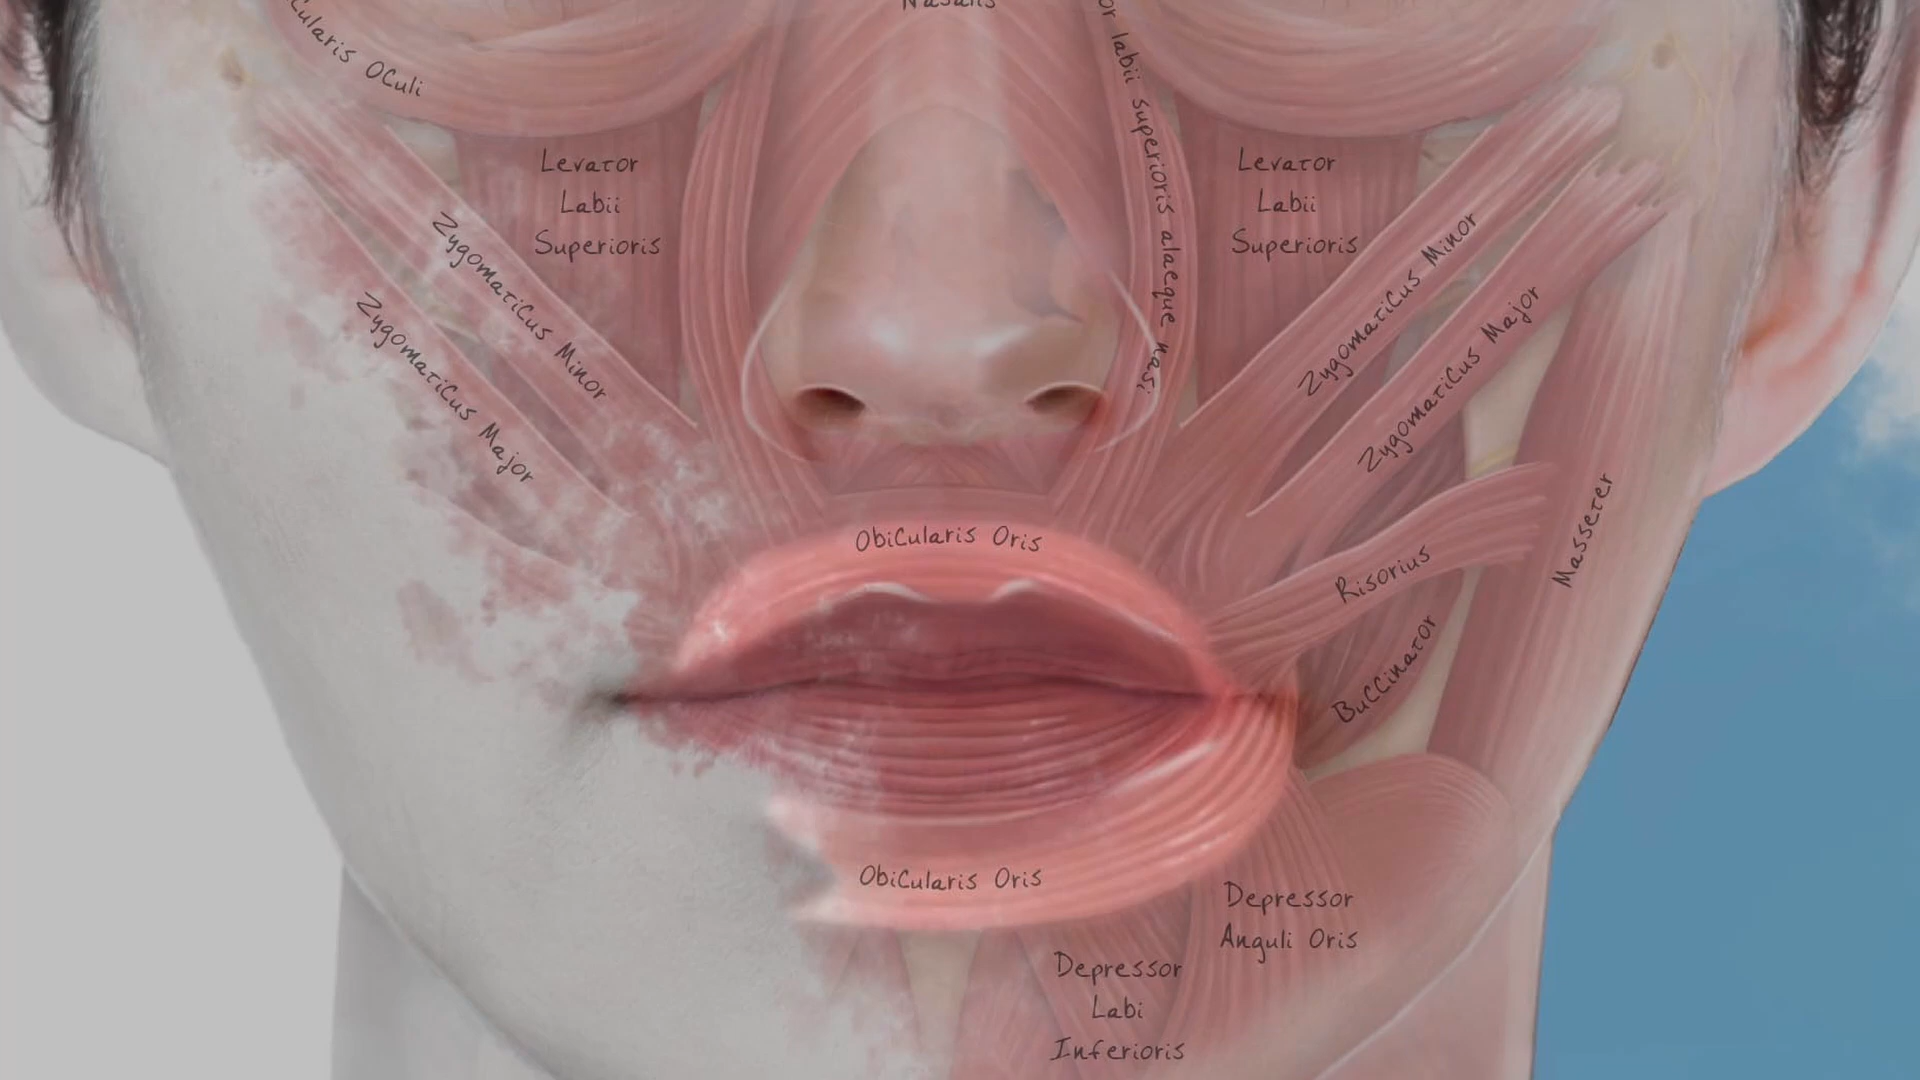 Nasalis
Oculi
labii superioris alaeque nasi
Levator
Labii
Superioris
Levator
Labii
Superioris
Zygomaticus Minor
Zygomaticus Minor
Zygomaticus Major
Zygomaticus Major
Masseter
Obicularis Oris
Risorius
Buccinator
Obicularis Oris
Depressor
Anguli Oris
Depressor
Labi
Inferioris